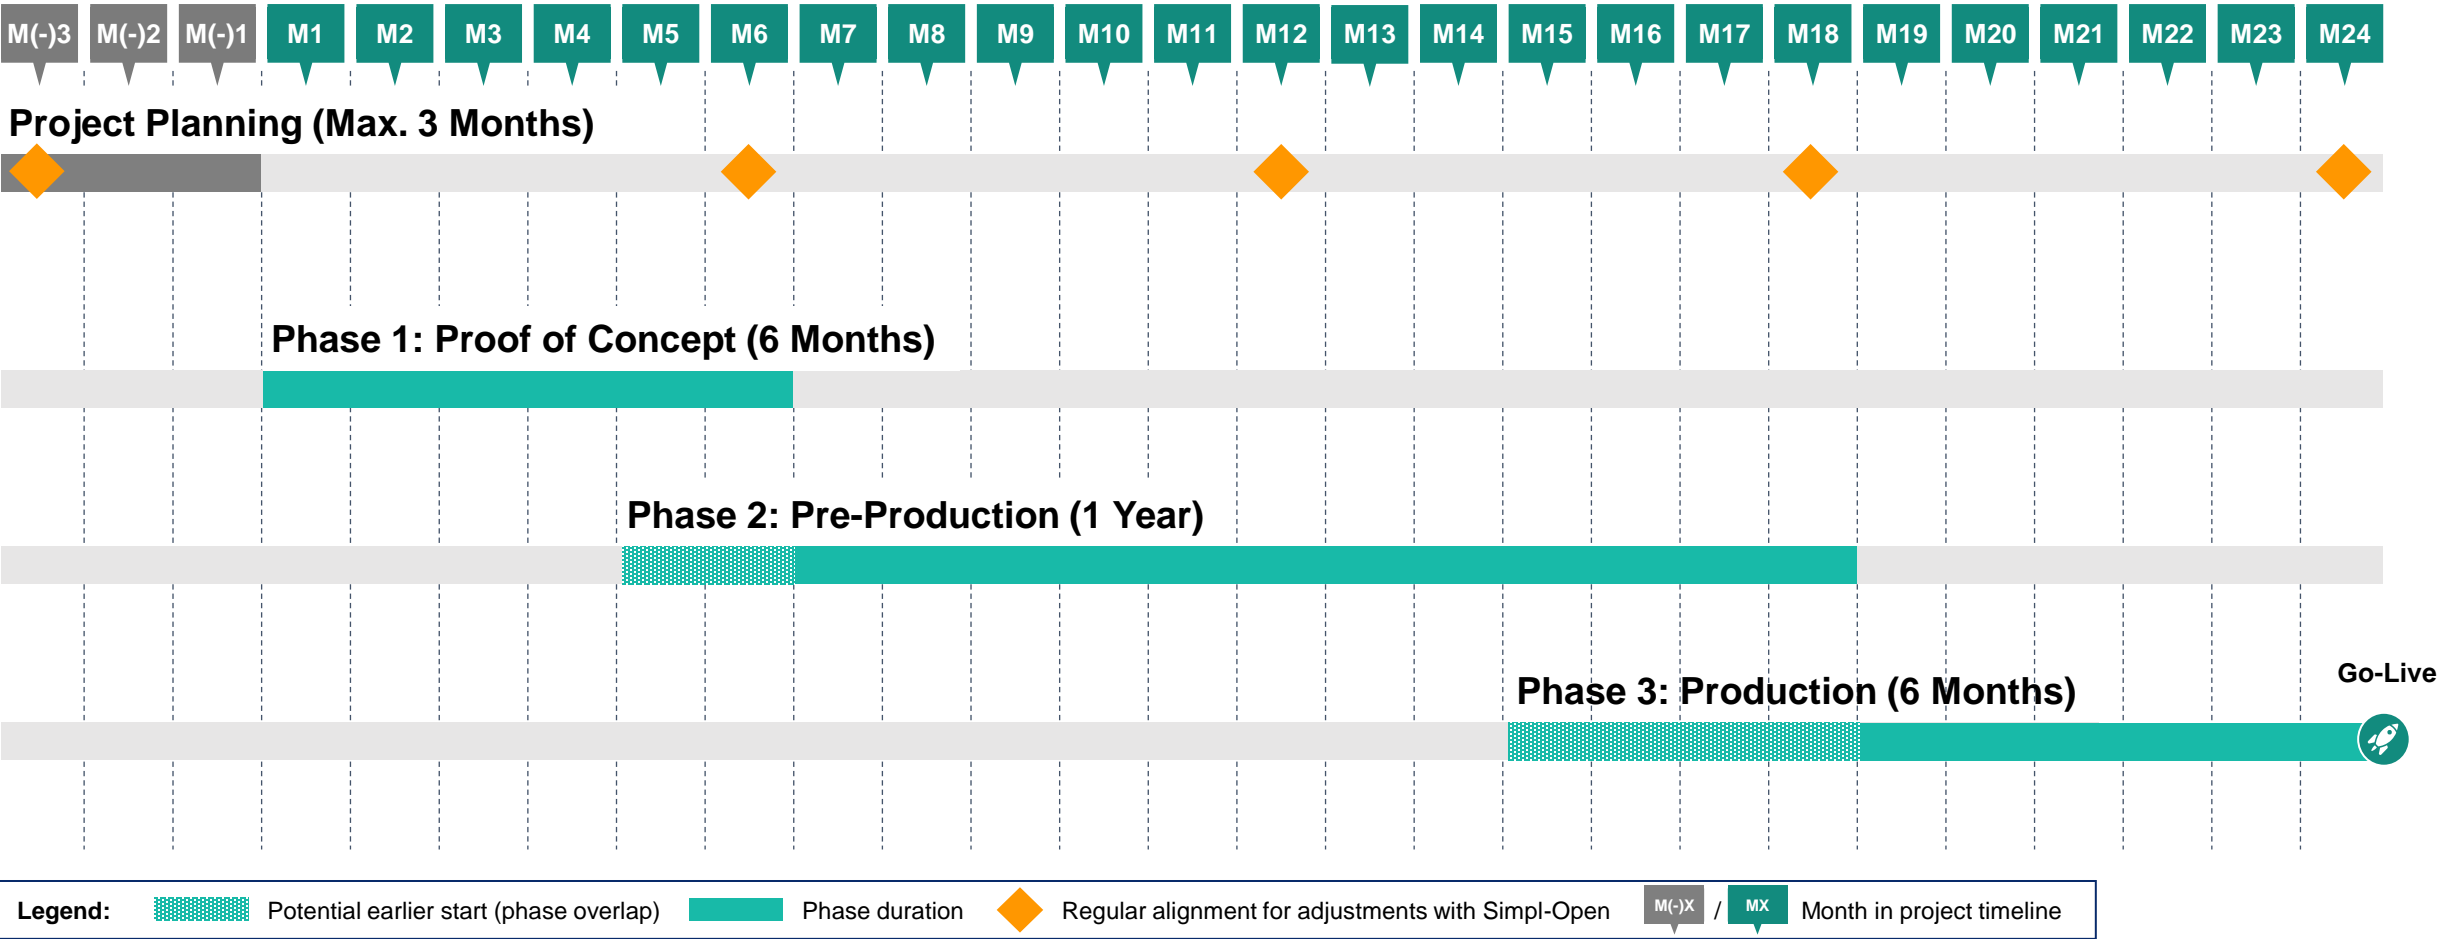 M(-)3 M(-)2 M(-)1 M1 M2 M3 M4 M5 M6 M7 M8 M9 M10 M11 M12 M13 M14 M15 M16 M17 M18 M19 M20 M21 M22 M23 M24
Project Planning (Max. 3 Months)
Phase 1: Proof of Concept (6 Months)
Phase 2: Pre-Production (1 Year)
Go-Live
Phase 3: Production (6 Months)
Legend: Potential earlier start (phase overlap) Phase duration Regular alignment for adjustments with Simpl-Open M(-)X / MX Month in project timeline